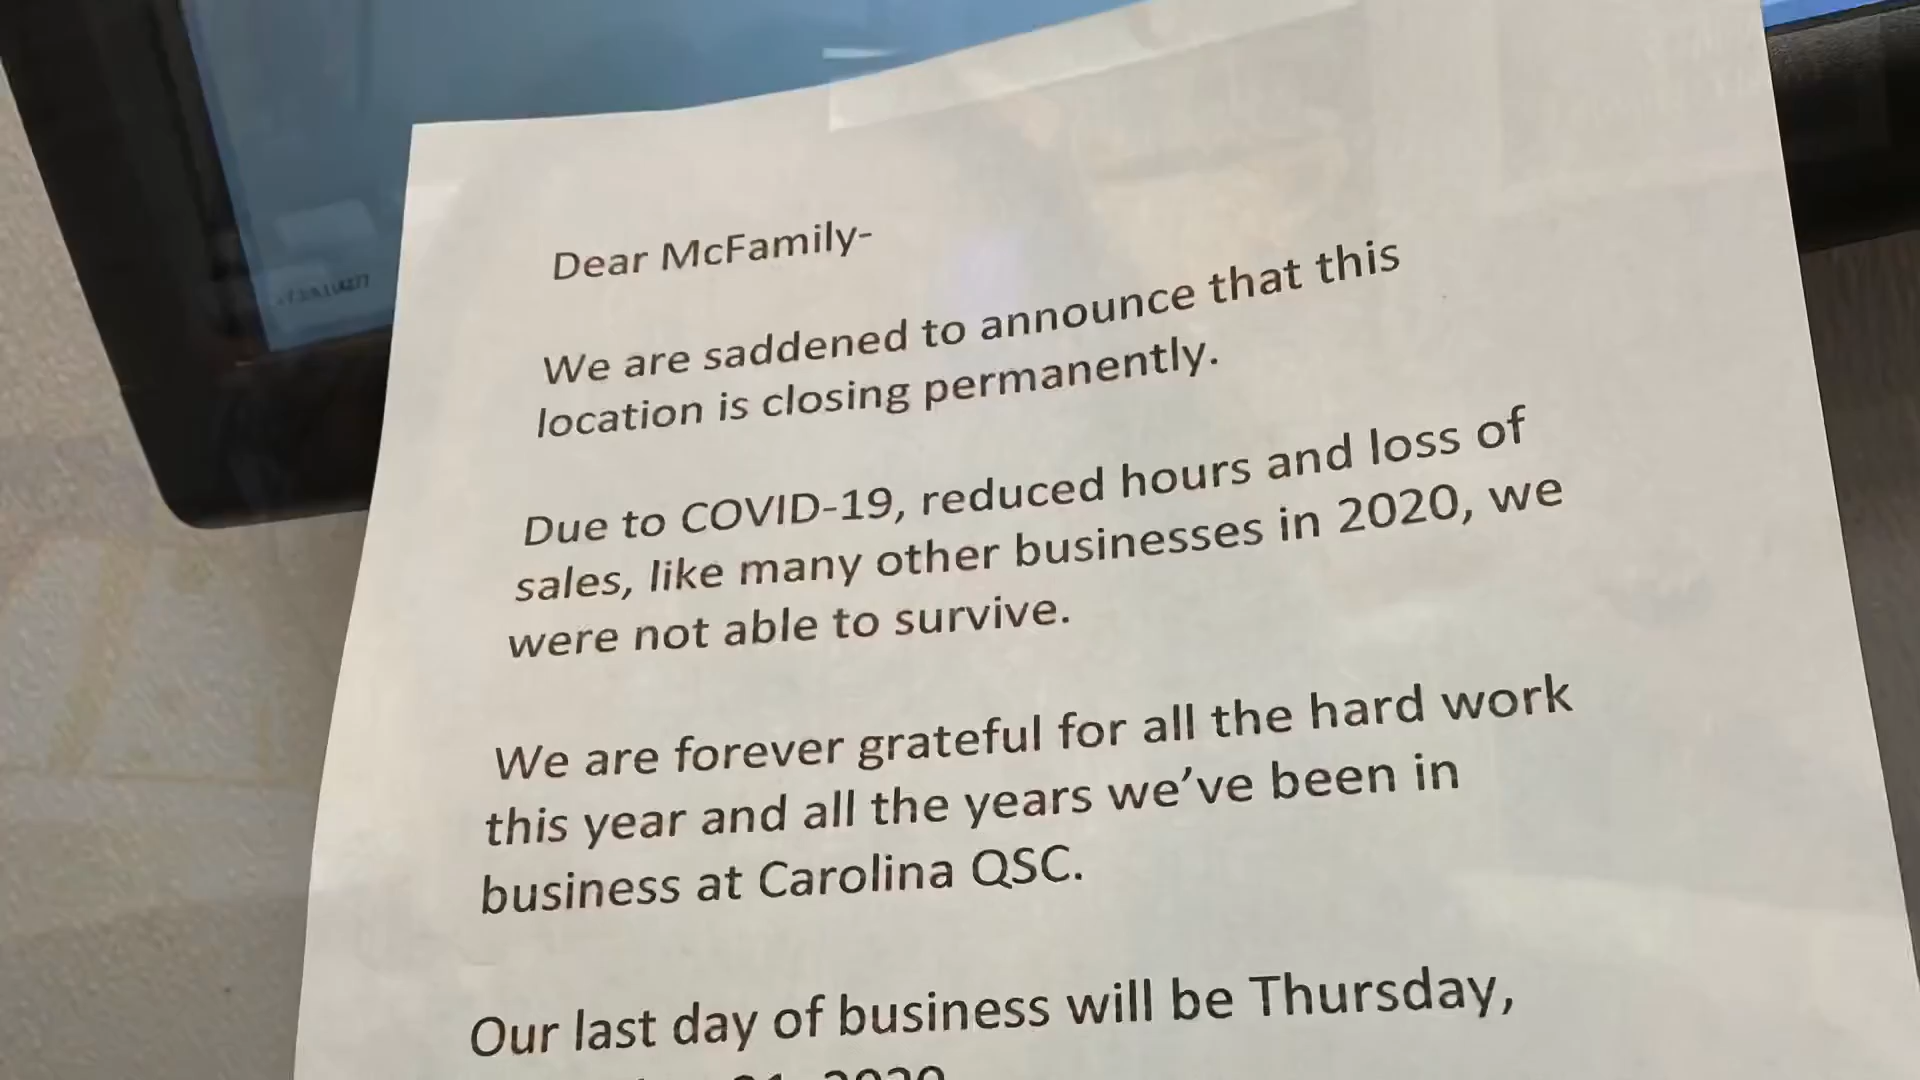 Dear McFamily-
We are saddened to announce that this
location is closing permanently.
Due to COVID-19, reduced hours and loss of
sales, like many other businesses in 2020, we
were not able to survive.
We are forever grateful for all the hard work
this year and all the years we've been in
business at Carolina QSC.
Our last day of business will be Thursday,
2020